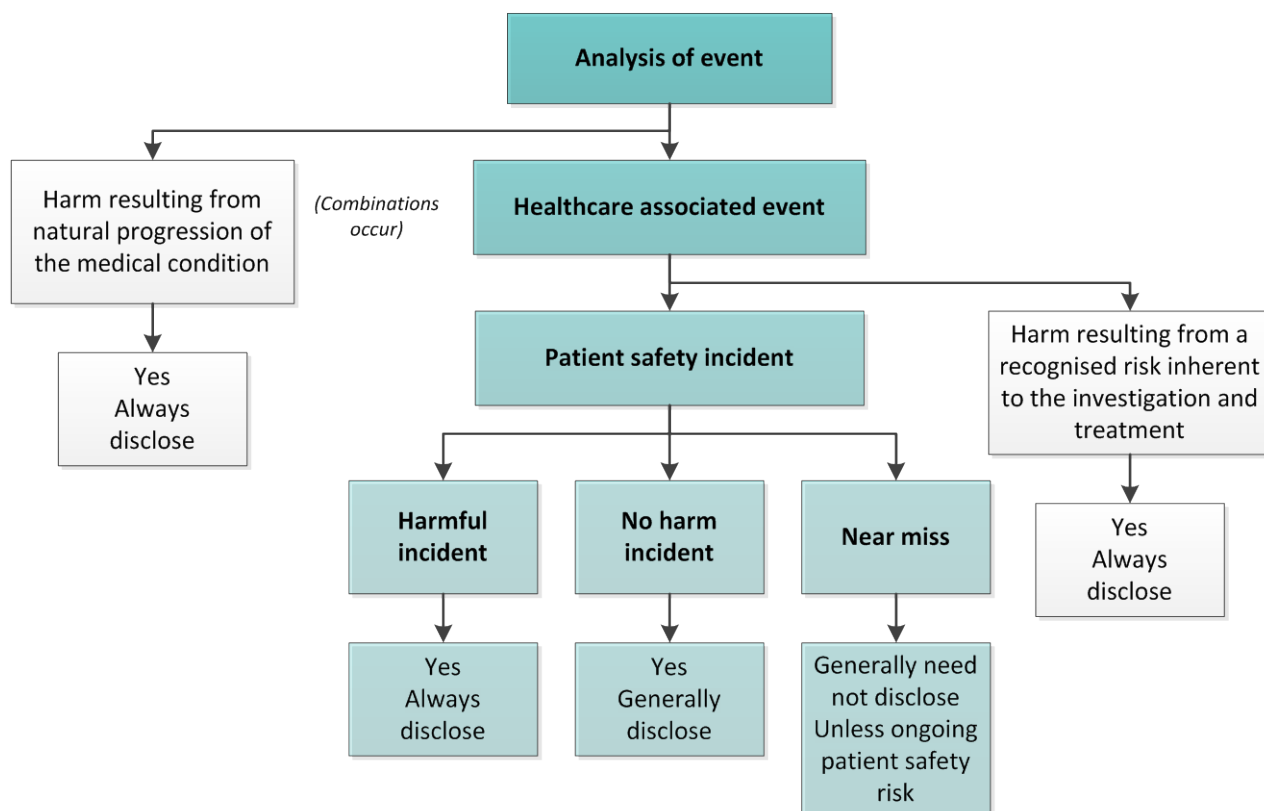 Analysis of event
Harm resulting from
natural progression of
the medical condition
(Combinations
occur)
Healthcare associated event
Yes
Always
disclose
Patient safety incident
Harm resulting from a
recognised risk inherent
to the investigation and
treatment
Harmful
incident
No harm
incident
Near miss
Yes
Always
disclose
Yes
Always
disclose
Yes
Generally
disclose
Generally need
not disclose
Unless ongoing
patient safety
risk